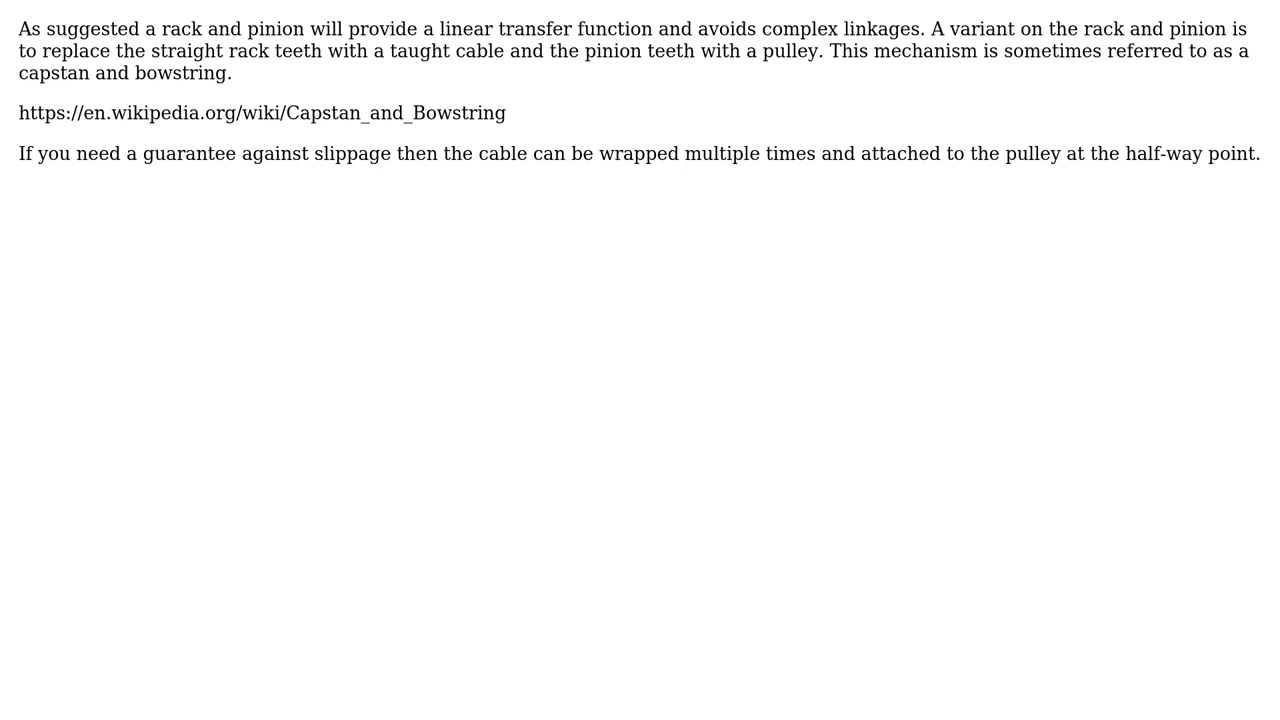 As suggested a rack and pinion will provide a linear transfer function and avoids complex linkages. A variant on the rack and pinion is
to replace the straight rack teeth with a taught cable and the pinion teeth with a pulley. This mechanism is sometimes referred to as a
capstan and bowstring.
https://en.wikipedia.org/wiki/Capstan_and_Bowstring
If you need a guarantee against slippage then the cable can be wrapped multiple times and attached to the pulley at the half-way point.